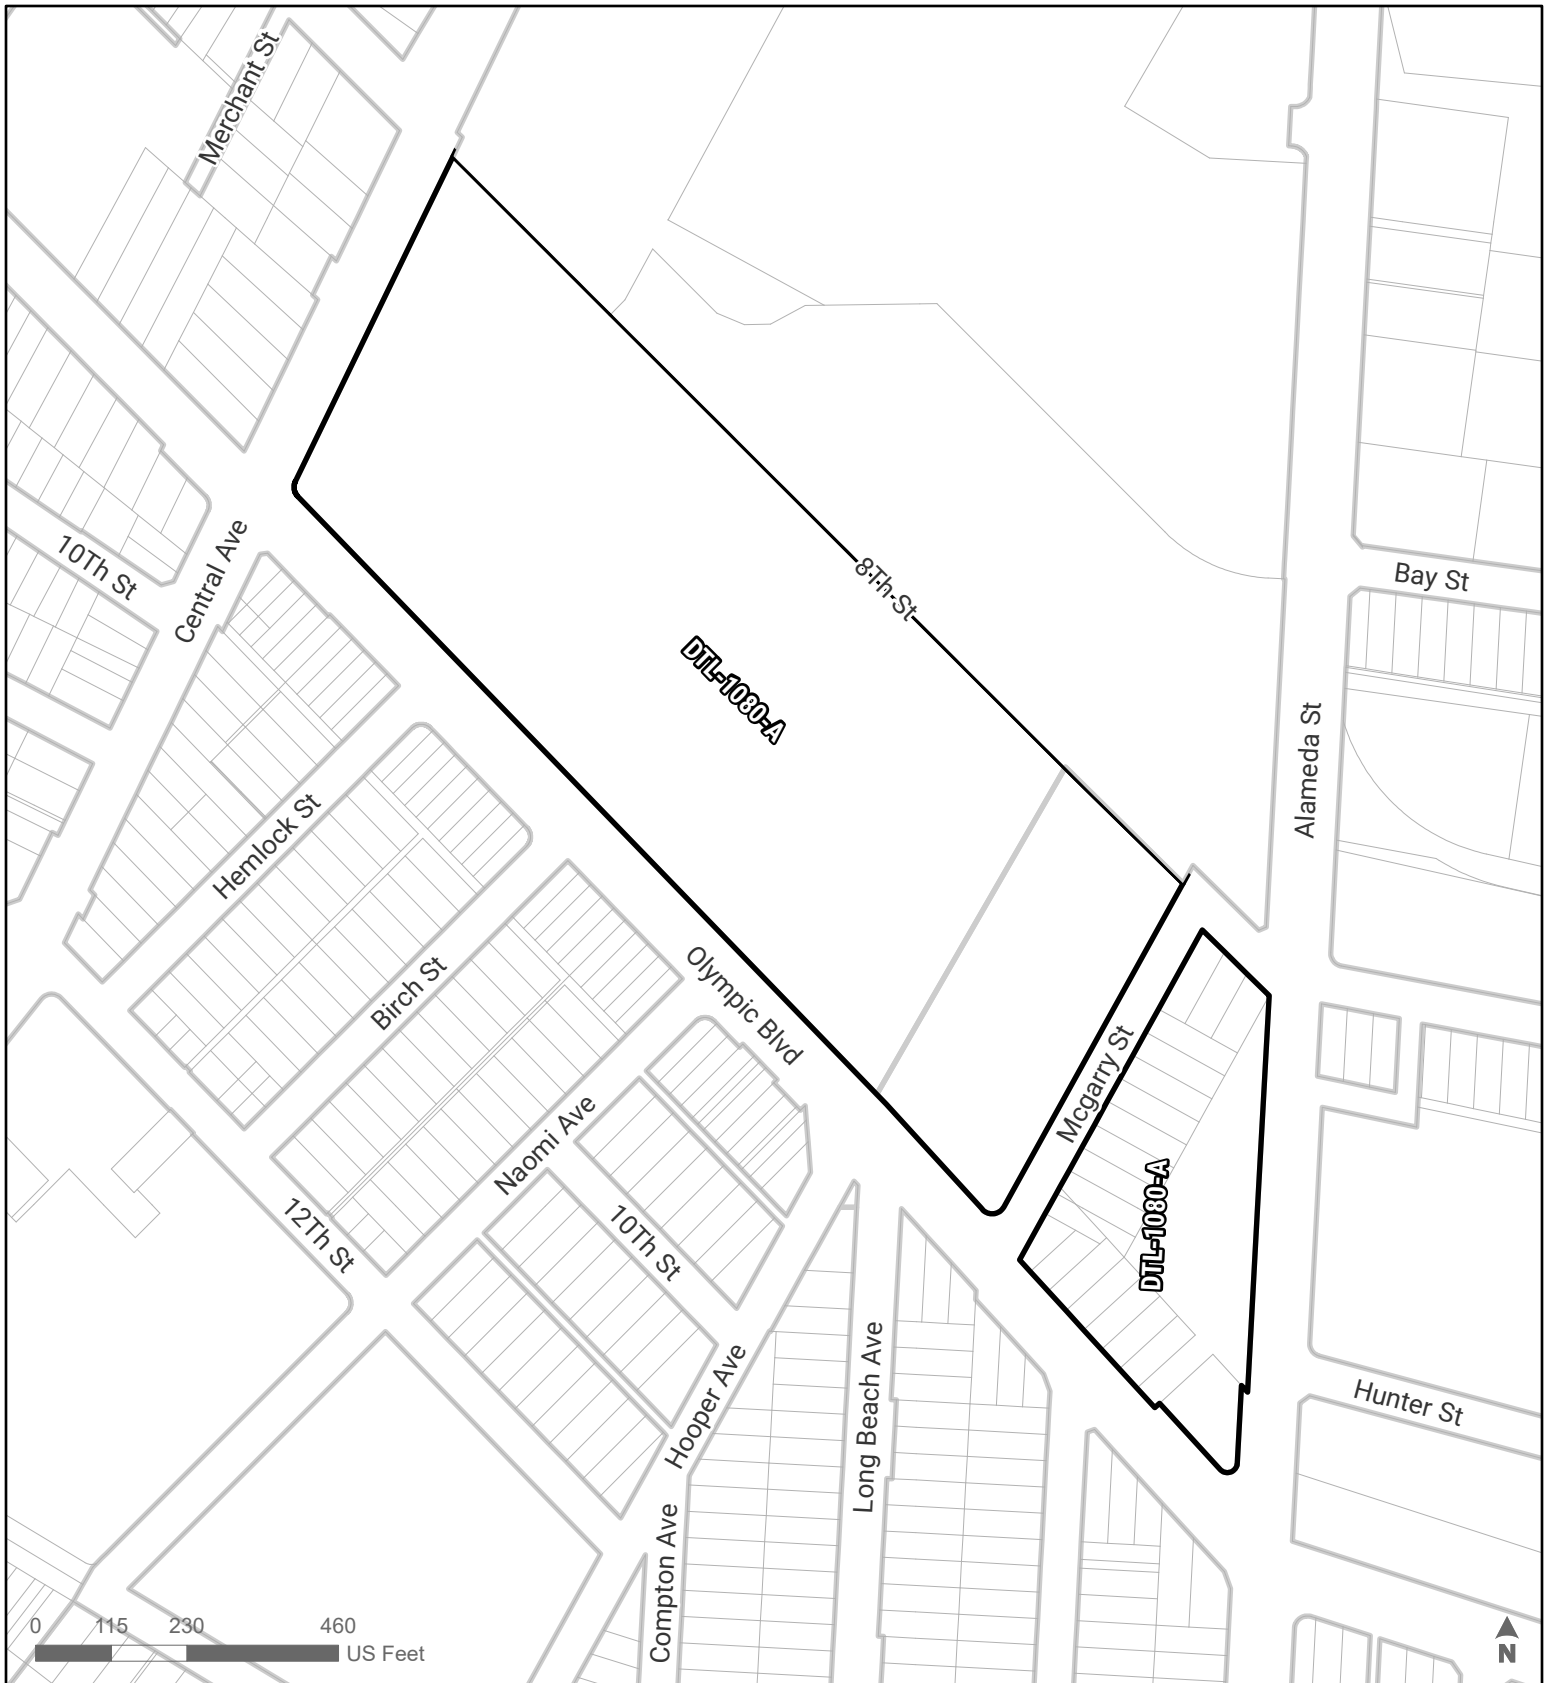 Merchant St
8Th St
10Th St
Central Ave
Bay St
DTL-1080-A
Alameda St
Hemlock St
Birch St
Olympic Blvd
Mcgarry St
Naomi Ave
12Th St
10Th St
DTL-1080-A
Hooper Ave
Long Beach Ave
Hunter St
Compton Ave
0 115 230 460
US Feet
N